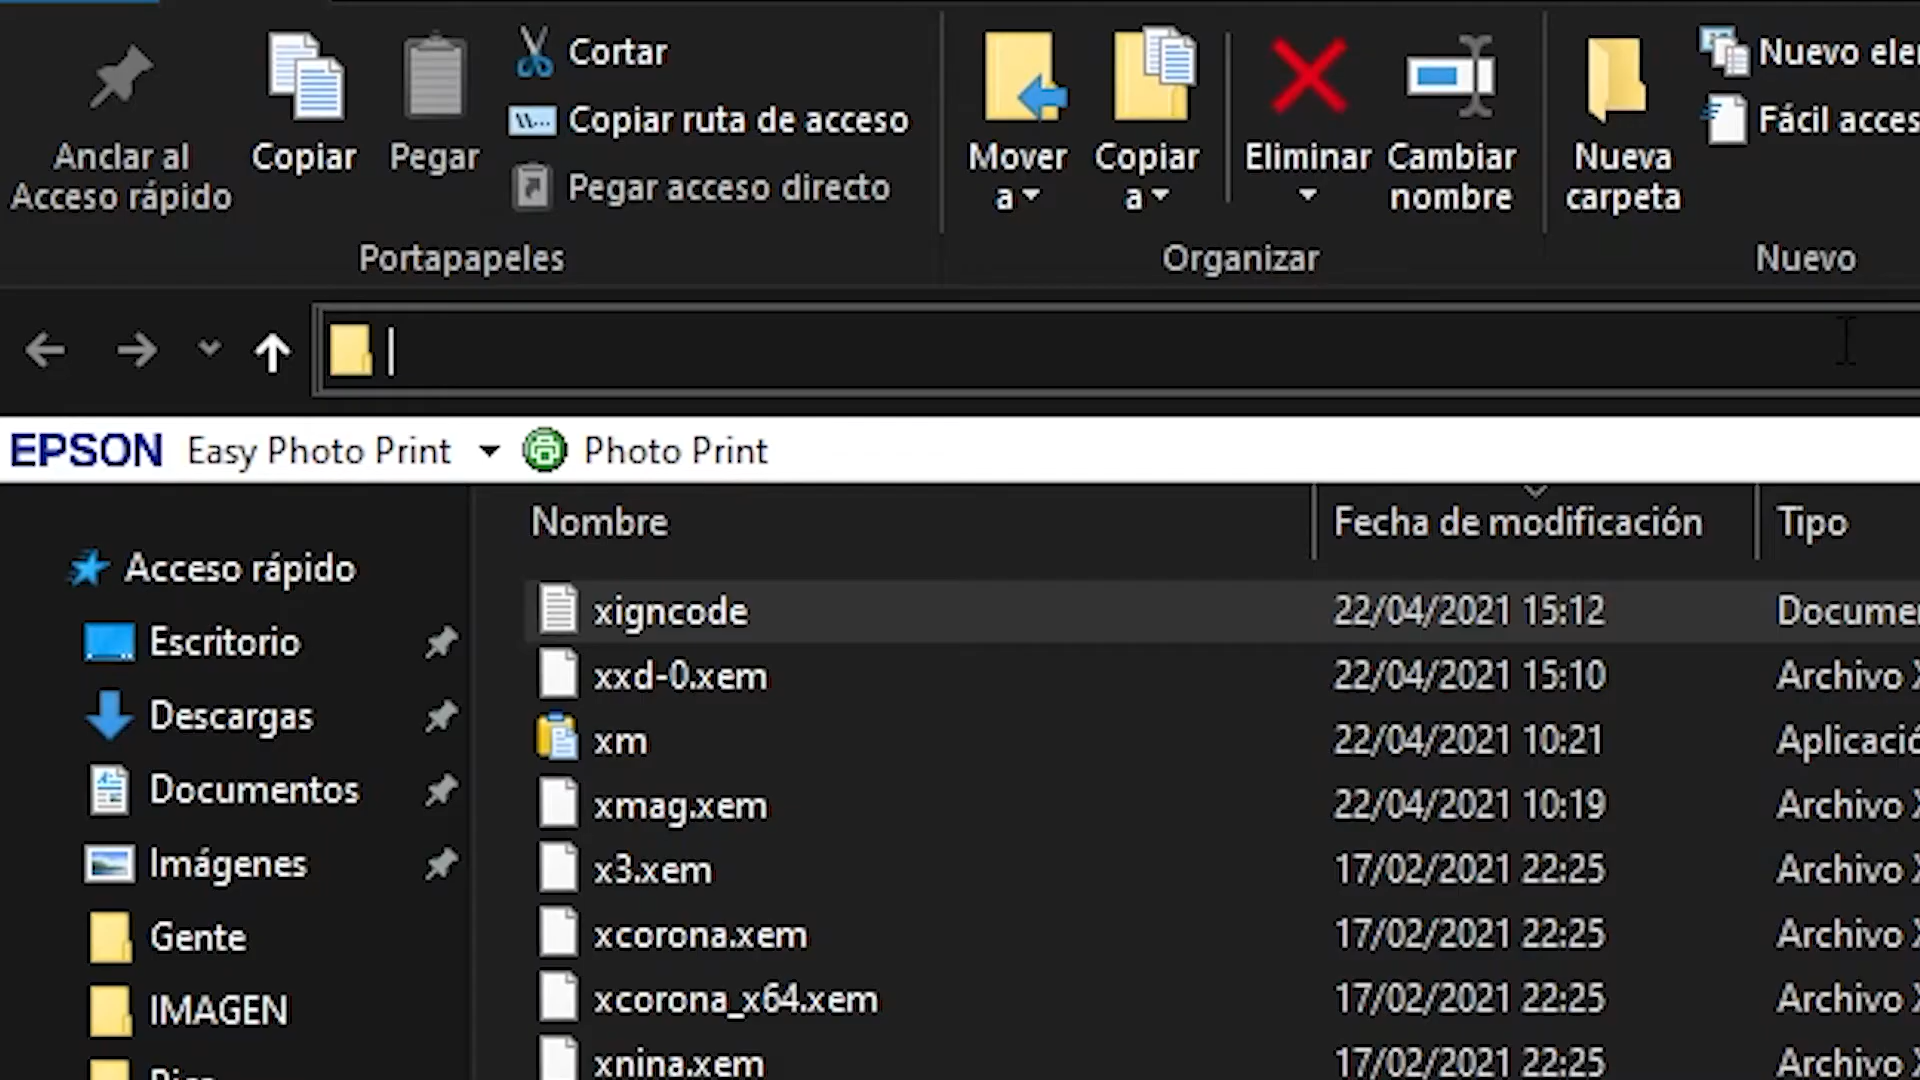 Anclar al
Acceso rápido
Copiar
Pegar
Cortar
Copiar ruta de acceso
Pegar acceso directo
Portapapeles
Mover
a
Copiar
a
Eliminar
Cambiar
nombre
Organizar
Nueva
carpeta
Nuevo ele
Fácil acces
Nuevo
EPSON Easy Photo Print Photo Print
Nombre Fecha de modificación Tipo
Acceso rápido
Escritorio
Descargas
Documentos
Imágenes
Gente
IMAGEN
xigncode 22/04/2021 15:12 Docume
xxd-0.xem 22/04/2021 15:10 Archivo X
xm 22/04/2021 10:21 Aplicació
xmag.xem 22/04/2021 10:19 Archivo X
x3.xem 17/02/2021 22:25 Archivo X
xcorona.xem 17/02/2021 22:25 Archivo X
xcorona_x64.xem 17/02/2021 22:25 Archivo X
xnina.xem 17/02/2021 22:25 Archivo X